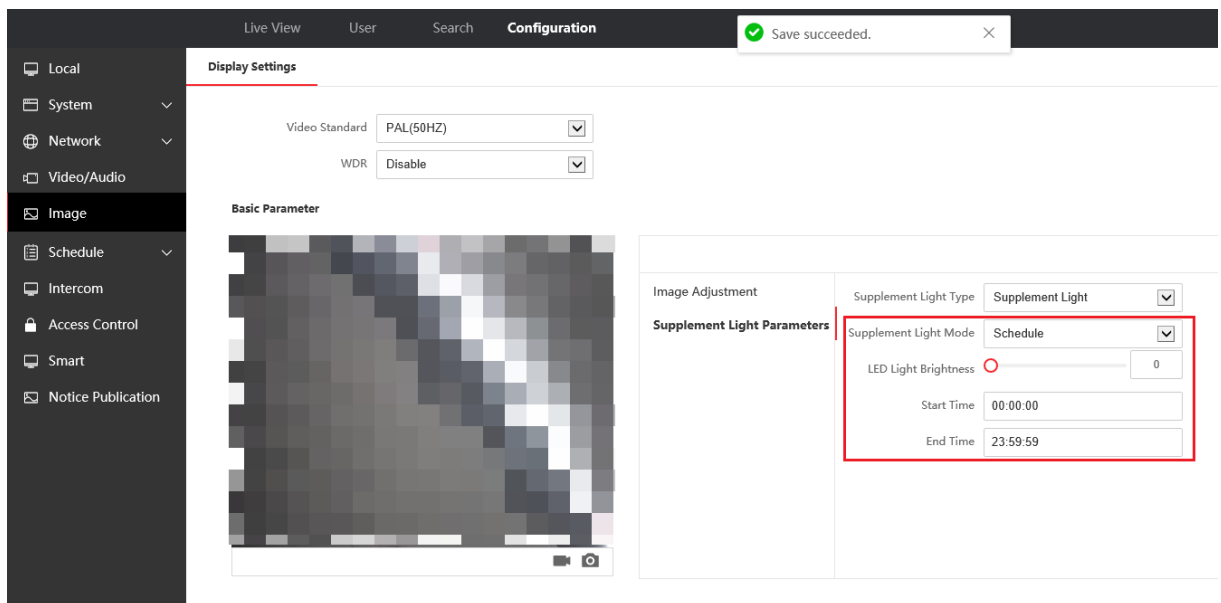 Live View User Search Configuration
Save succeeded.
Local
System
Network
Video/Audio
Image
Schedule
Intercom
Access Control
Smart
Notice Publication
Display Settings
Video Standard PAL(50HZ)
WDR Disable
Basic Parameter
Image Adjustment
Supplement Light Parameters
Supplement Light Type Supplement Light
Supplement Light Mode Schedule
LED Light Brightness 0
Start Time 00:00:00
End Time 23:59:59